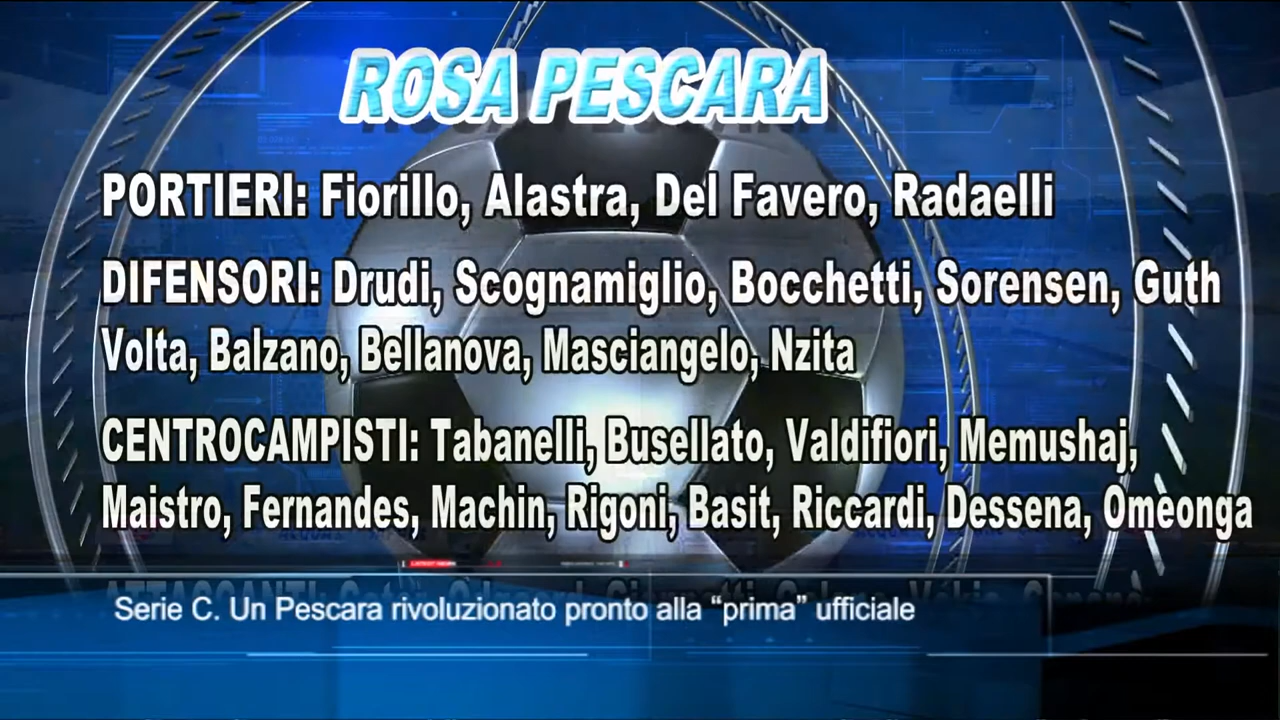 ROSA PESCARA
PORTIERI: Fiorillo, Alastra, Del Favero, Radaelli
DIFENSORI: Drudi, Scognamiglio, Bocchetti, Sorensen, Guth
Volta, Balzano, Bellanova, Masciangelo, Nzita
CENTROCAMPISTI: Tabanelli, Busellato, Valdifiori, Memushaj,
Maistro, Fernandes, Machin, Rigoni, Basit, Riccardi, Dessena, Omeonga
Serie C. Un Pescara rivoluzionato pronto alla “prima” ufficiale